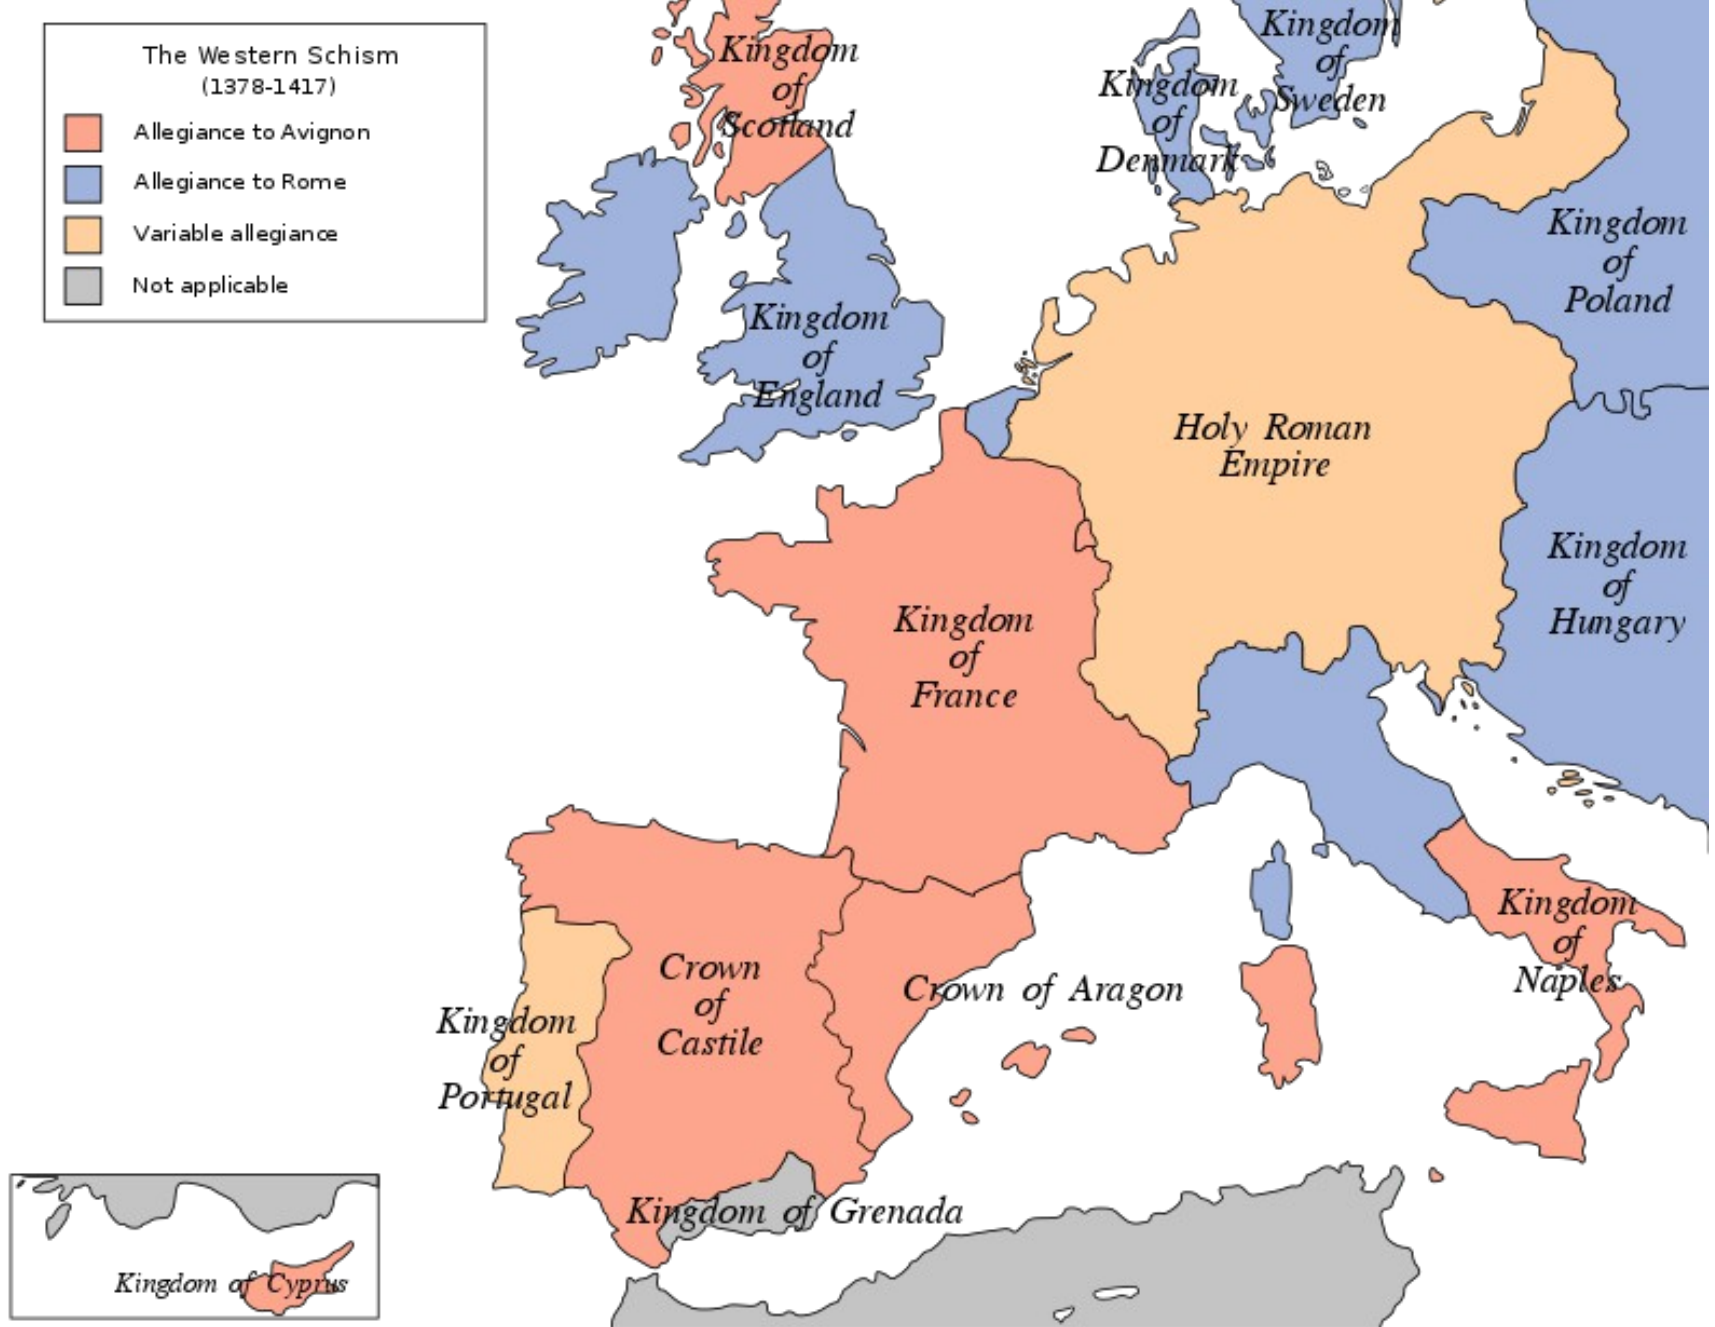 The Western Schism
(1378-1417)
Allegiance to Avignon
Allegiance to Rome
Variable allegiance
Not applicable
Kingdom
of
Scotland
Kingdom
of
Denmark
Kingdom
of
Sweden
Kingdom
of
England
Kingdom
of
Poland
Holy Roman
Empire
Kingdom
of
Hungary
Kingdom
of
France
Kingdom
of
Naples
Crown
of
Castile
Crown of Aragon
Kingdom
of
Portugal
Kingdom of Grenada
Kingdom of Cyprus